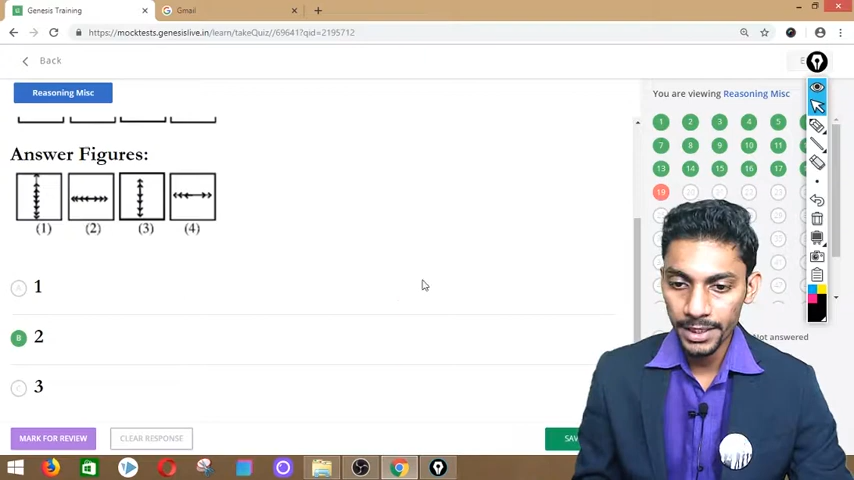 Genesis Training
Gmail
https://mocktests.genesislive.in/learn/takeQuiz//69641?qid=2195712
Back
Reasoning Misc
You are viewing Reasoning Misc
1 2 3 4 5
7 8 9 10 11
13 14 15 16 17
19
Answer Figures:
(1) (2) (3) (4)
A 1
B 2
C 3
Not answered
MARK FOR REVIEW
CLEAR RESPONSE